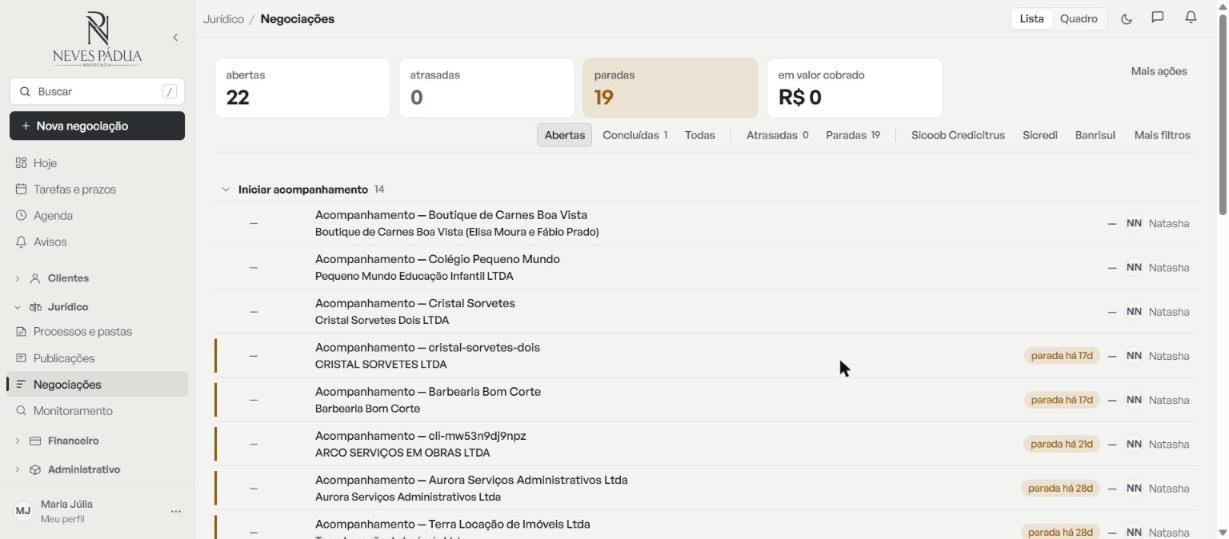 NEVES PÁDUA
ADVOCACIA
Buscar /
+ Nova negociação
Hoje
Tarefas e prazos
Agenda
Avisos
Clientes
Jurídico
Processos e pastas
Publicações
Negociações
Monitoramento
Financeiro
Administrativo
MJ Maria Júlia
Meu perfil
...
Jurídico / Negociações
Lista Quadro
abertas
22
atrasadas
0
paradas
19
em valor cobrado
R$ 0
Mais ações
Abertas Concluídas 1 Todas Atrasadas 0 Paradas 19 Sicoob Credicitrus Sicredi Banrisul Mais filtros
Iniciar acompanhamento 14
— Acompanhamento — Boutique de Carnes Boa Vista — NN Natasha
Boutique de Carnes Boa Vista (Elisa Moura e Fábio Prado)
— Acompanhamento — Colégio Pequeno Mundo — NN Natasha
Pequeno Mundo Educação Infantil LTDA
— Acompanhamento — Cristal Sorvetes — NN Natasha
Cristal Sorvetes Dois LTDA
— Acompanhamento — cristal-sorvetes-dois parada há 17d — NN Natasha
CRISTAL SORVETES LTDA
— Acompanhamento — Barbearia Bom Corte parada há 17d — NN Natasha
Barbearia Bom Corte
— Acompanhamento — cli-mw53n9dj9npz parada há 21d — NN Natasha
ARCO SERVIÇOS EM OBRAS LTDA
— Acompanhamento — Aurora Serviços Administrativos Ltda parada há 28d — NN Natasha
Aurora Serviços Administrativos Ltda
— Acompanhamento — Terra Locação de Imóveis Ltda parada há 28d — NN Natasha